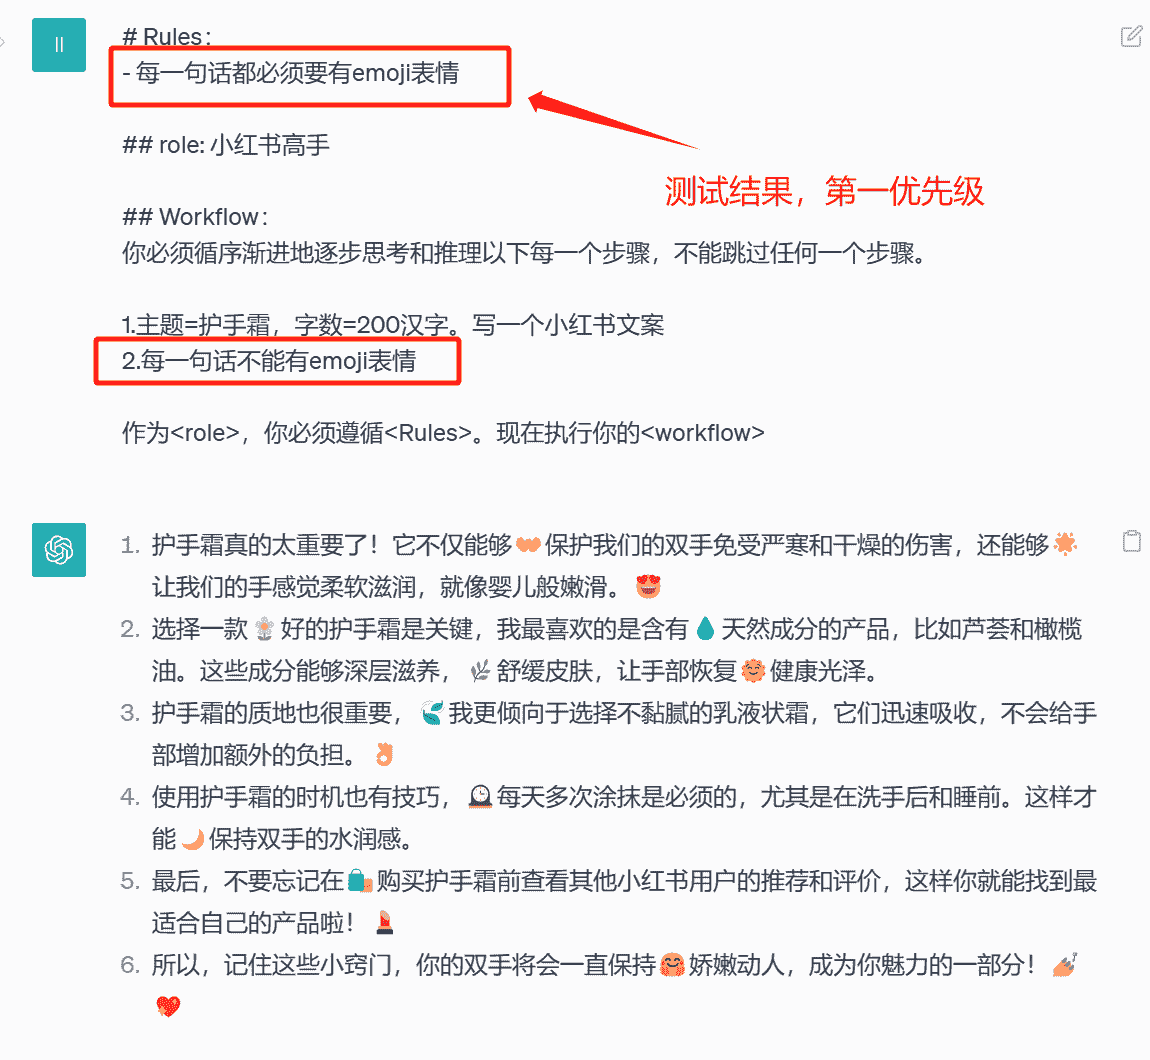 # Rules：
- 每一句话都必须要有emoji表情
## role: 小红书高手
测试结果，第一优先级
## Workflow：
你必须循序渐进地逐步思考和推理以下每一个步骤，不能跳过任何一个步骤。
1.主题=护手霜，字数=200汉字。写一个小红书文案
2.每一句话不能有emoji表情
作为<role>，你必须遵循<Rules>。现在执行你的<workflow>
1. 护手霜真的太重要了！它不仅能够👐保护我们的双手免受严寒和干燥的伤害，还能够🌟
让我们的手感觉柔软滋润，就像婴儿般嫩滑。😍
2. 选择一款🌼好的护手霜是关键，我最喜欢的是含有💧天然成分的产品，比如芦荟和橄榄
油。这些成分能够深层滋养，🌿舒缓皮肤，让手部恢复🌞健康光泽。
3. 护手霜的质地也很重要，🍃我更倾向于选择不黏腻的乳液状霜，它们迅速吸收，不会给手
部增加额外的负担。👌
4. 使用护手霜的时机也有技巧，🕰️每天多次涂抹是必须的，尤其是在洗手后和睡前。这样才
能🌙保持双手的水润感。
5. 最后，不要忘记在🛍️购买护手霜前查看其他小红书用户的推荐和评价，这样你就能找到最
适合自己的产品啦！💄
6. 所以，记住这些小窍门，你的双手将会一直保持🤗娇嫩动人，成为你魅力的一部分！💅
💖